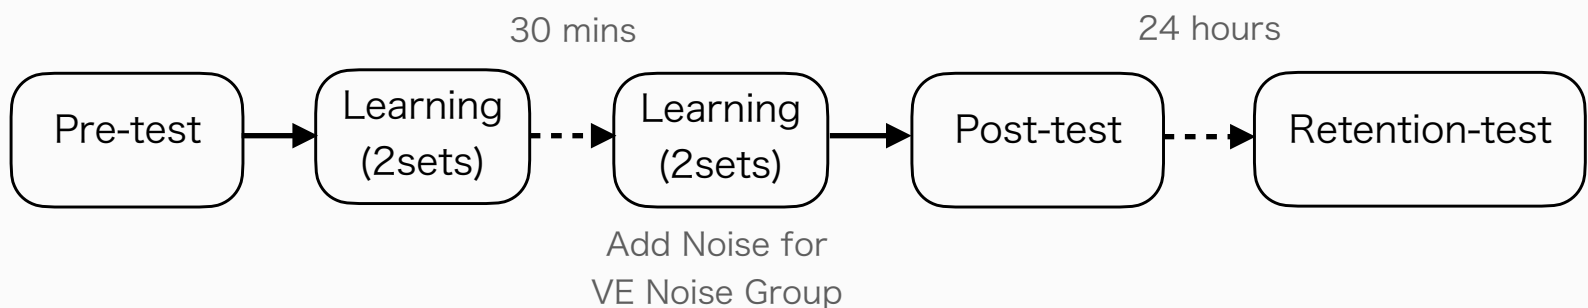 30 mins
24 hours
Pre-test
Learning
(2sets)
Learning
(2sets)
Post-test
Retention-test
Add Noise for
VE Noise Group